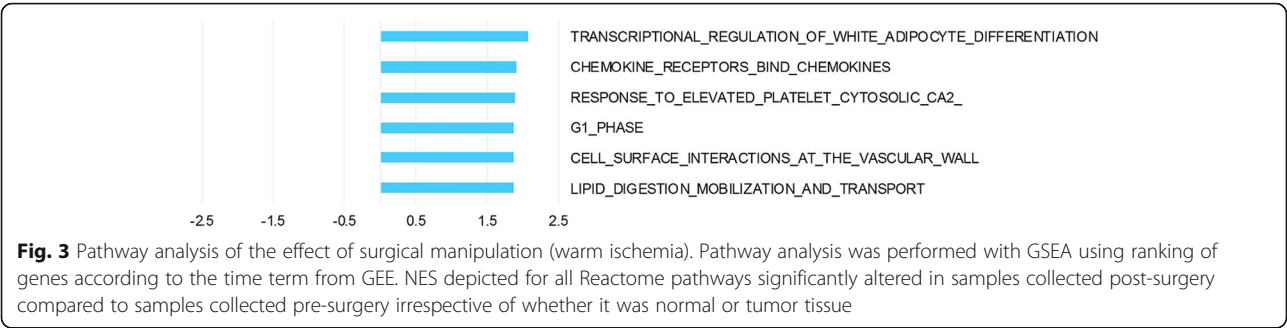 TRANSCRIPTIONAL_REGULATION_OF_WHITE_ADIPOCYTE_DIFFERENTIATION
CHEMOKINE_RECEPTORS_BIND_CHEMOKINES
RESPONSE_TO_ELEVATED_PLATELET_CYTOSOLIC_CA2_
G1_PHASE
CELL_SURFACE_INTERACTIONS_AT_THE_VASCULAR_WALL
LIPID_DIGESTION_MOBILIZATION_AND_TRANSPORT
-2.5 -1.5 -0.5 0.5 1.5 2.5
Fig. 3 Pathway analysis of the effect of surgical manipulation (warm ischemia). Pathway analysis was performed with GSEA using ranking of
genes according to the time term from GEE. NES depicted for all Reactome pathways significantly altered in samples collected post-surgery
compared to samples collected pre-surgery irrespective of whether it was normal or tumor tissue